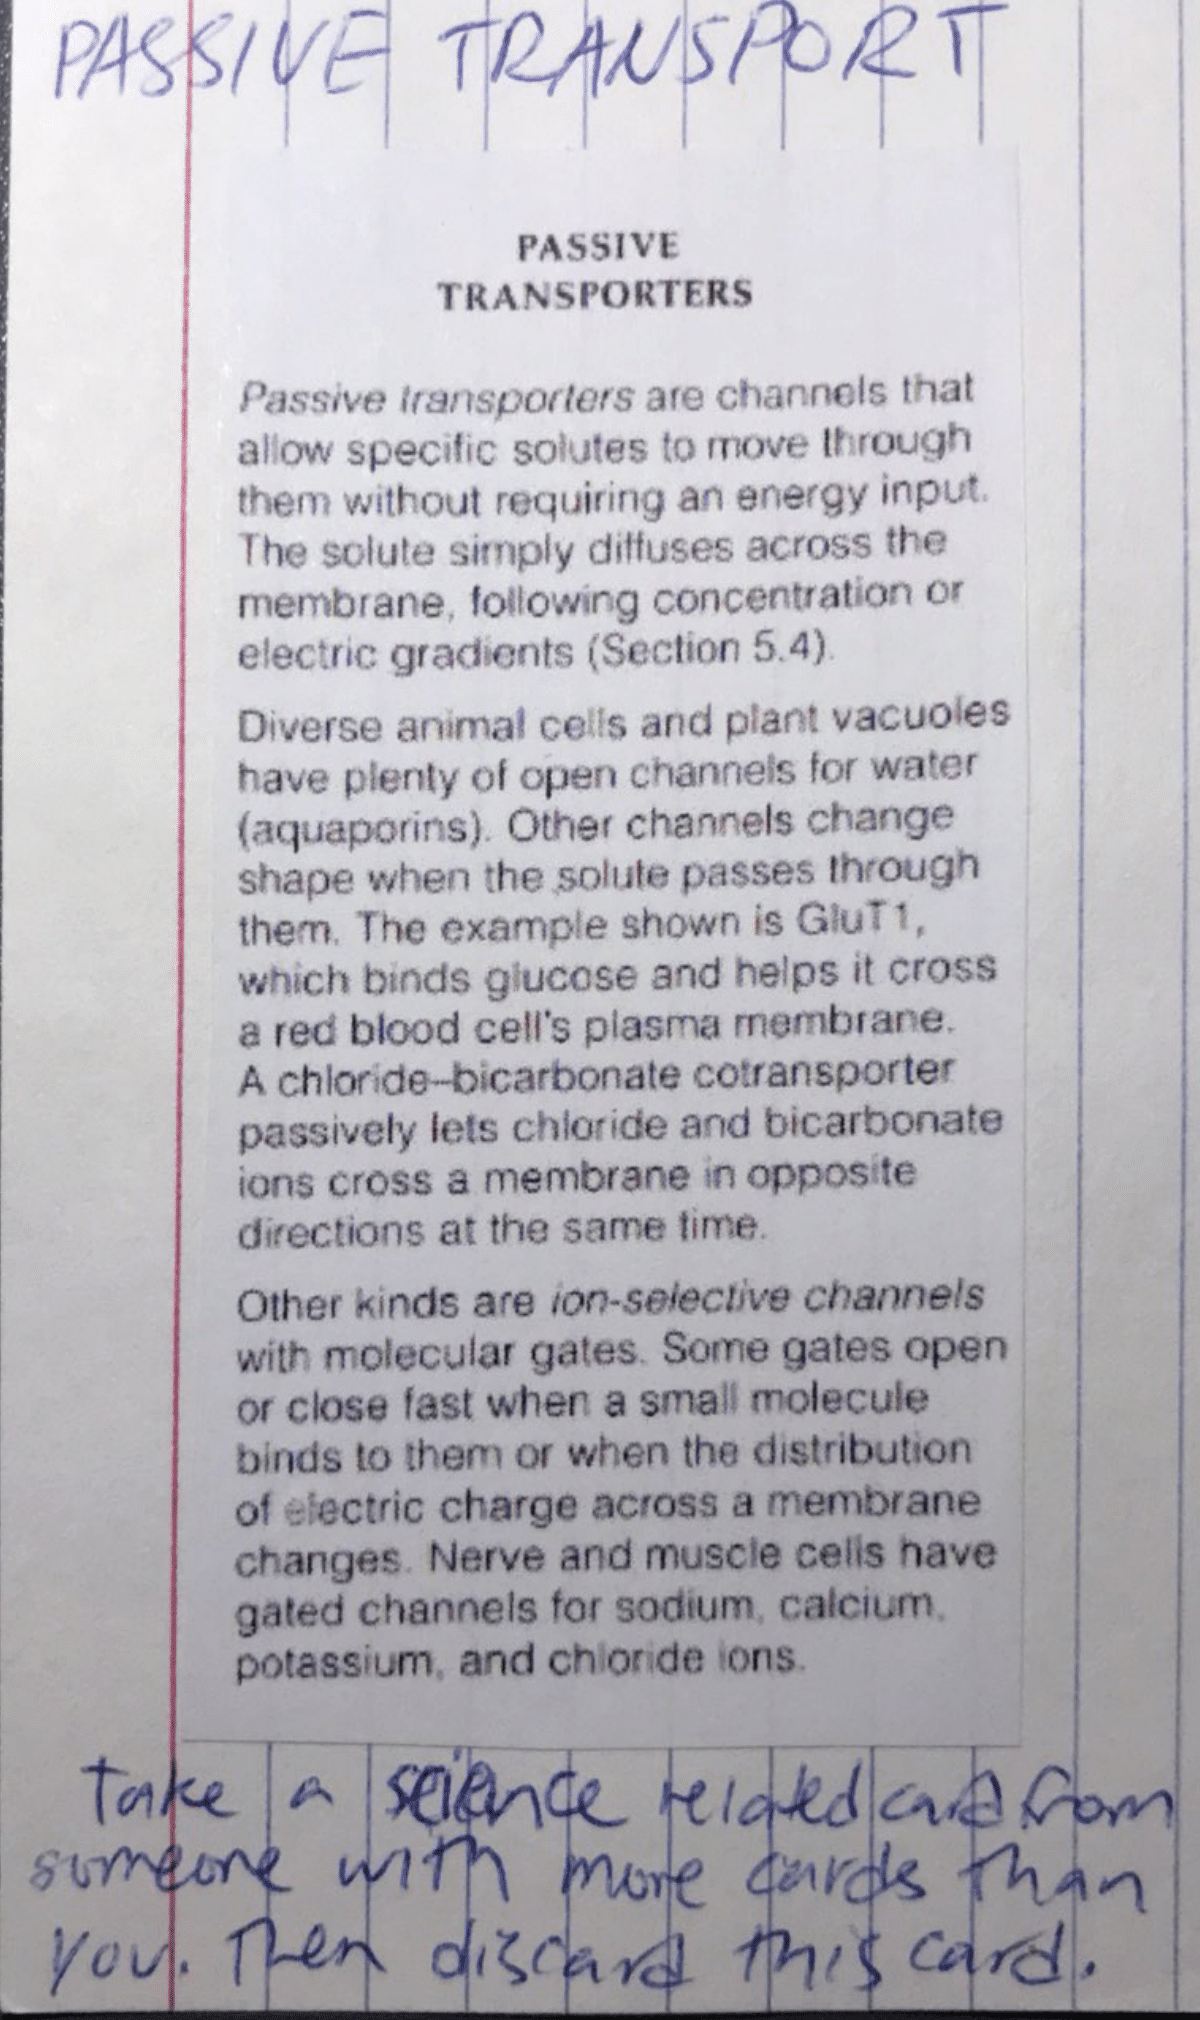 PASSIVE TRANSPORT
PASSIVE
TRANSPORTERS
Passive transporters are channels that
allow specific solutes to move through
them without requiring an energy input.
The solute simply diffuses across the
membrane, following concentration or
electric gradients (Section 5.4).
Diverse animal cells and plant vacuoles
have plenty of open channels for water
(aquaporins). Other channels change
shape when the solute passes through
them. The example shown is GluT1,
which binds glucose and helps it cross
a red blood cell's plasma membrane.
A chloride–bicarbonate cotransporter
passively lets chloride and bicarbonate
ions cross a membrane in opposite
directions at the same time.
Other kinds are ion-selective channels
with molecular gates. Some gates open
or close fast when a small molecule
binds to them or when the distribution
of electric charge across a membrane
changes. Nerve and muscle cells have
gated channels for sodium, calcium,
potassium, and chloride ions.
take a science related card from
someone with more cards than
you. Then discard this card.